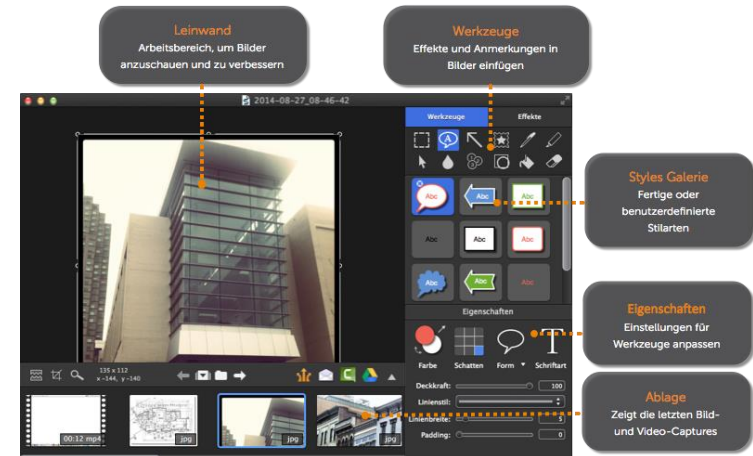 Leinwand
Arbeitsbereich, um Bilder
anzuschauen und zu verbessern
Werkzeuge
Effekte und Anmerkungen in
Bilder einfügen
2014-08-27_08-46-42
Werkzeuge Effekte
Styles Galerie
Fertige oder
benutzerdefinierte
Stilarten
Abc Abc Abc
Abc Abc Abc
Abc Abc Abc
Eigenschaften
Eigenschaften
Einstellungen für
Werkzeuge anpassen
Farbe Schatten Form Schriftart
135 x 112
x -144, y -140
Deckkraft: 100
Linienstil:
Linienbreite: 5
Padding: 0
Ablage
Zeigt die letzten Bild-
und Video-Captures
00:12 mp4 jpg jpg jpg